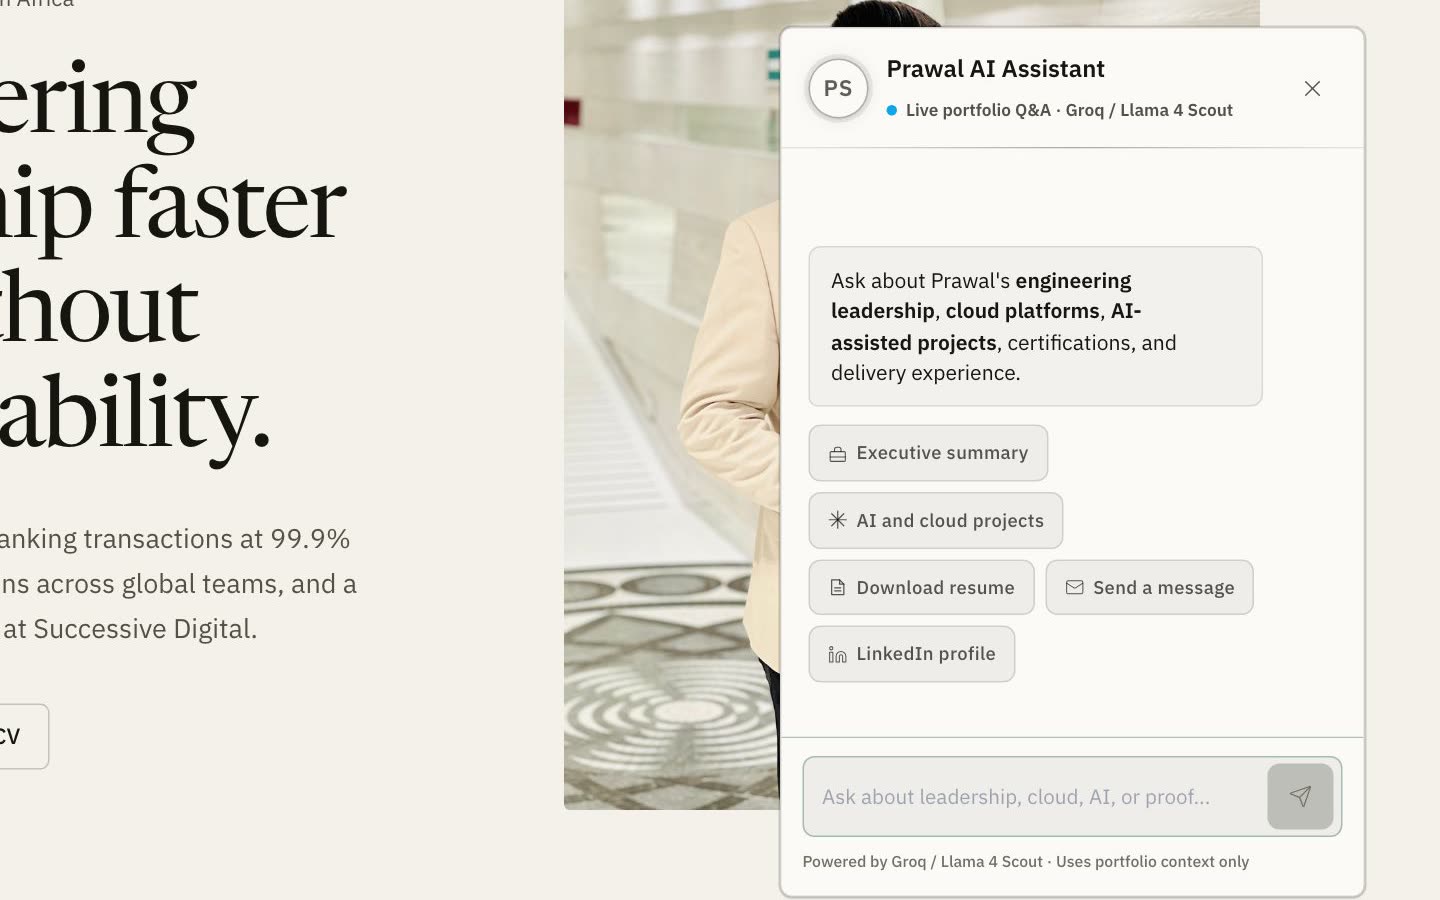 ering
hip faster
thout
ability.
anking transactions at 99.9%
ns across global teams, and a
at Successive Digital.
CV
PS
Prawal AI Assistant
Live portfolio Q&A · Groq / Llama 4 Scout
Ask about Prawal's engineering
leadership, cloud platforms, AI-
assisted projects, certifications, and
delivery experience.
Executive summary
AI and cloud projects
Download resume
Send a message
LinkedIn profile
Ask about leadership, cloud, AI, or proof...
Powered by Groq / Llama 4 Scout · Uses portfolio context only